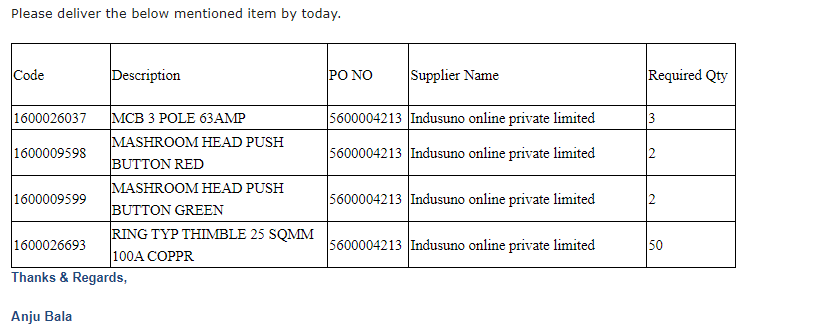 Please deliver the below mentioned item by today.
Code Description PO NO Supplier Name Required Qty
1600026037 MCB 3 POLE 63AMP 5600004213 Indusuno online private limited 3
1600009598 MASHROOM HEAD PUSH BUTTON RED 5600004213 Indusuno online private limited 2
1600009599 MASHROOM HEAD PUSH BUTTON GREEN 5600004213 Indusuno online private limited 2
1600026693 RING TYP THIMBLE 25 SQMM 100A COPPR 5600004213 Indusuno online private limited 50
Thanks & Regards,
Anju Bala